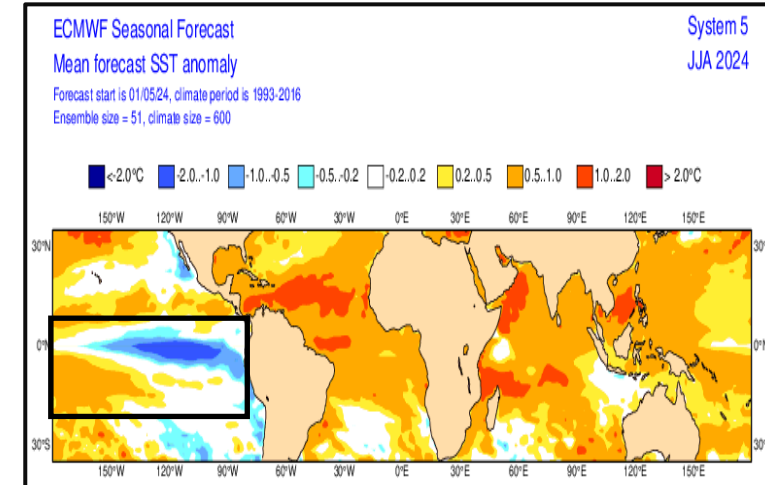 ECMWF Seasonal Forecast System 5
Mean forecast SST anomaly JJA 2024
Forecast start is 01/05/24, climate period is 1993-2016
Ensemble size = 51, climate size = 600
<-2.0°C -2.0..-1.0 -1.0..-0.5 -0.5..-0.2 -0.2..0.2 0.2..0.5 0.5..1.0 1.0..2.0 > 2.0°C
150°W 120°W 90°W 60°W 30°W 0°E 30°E 60°E 90°E 120°E 150°E
30°N 30°N
0°N 0°N
30°S 30°S
150°W 120°W 90°W 60°W 30°W 0°E 30°E 60°E 90°E 120°E 150°E